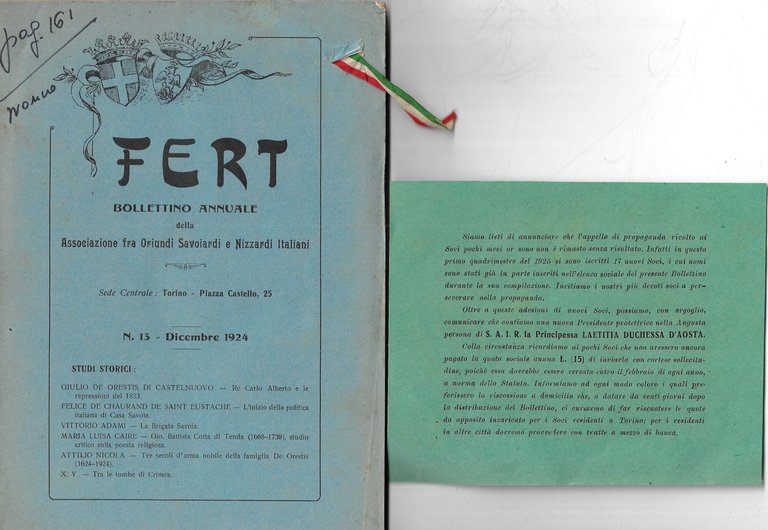 pag. 161
nonno
FERT
BOLLETTINO ANNUALE
della
Associazione fra Oriundi Savoiardi e Nizzardi Italiani
Sede Centrale: Torino - Piazza Castello, 25
N. 13 - Dicembre 1924
STUDI STORICI:
GIULIO DE ORESTIS DI CASTELNUOVO — Re Carlo Alberto e le
repressioni del 1833.
FELICE DE CHAURAND DE SAINT EUSTACHE — L'inizio della politica
italiana di Casa Savoia.
VITTORIO ADAMI — La Brigata Savoia.
MARIA LUISA CAIRE — Gio. Battista Cotta di Tenda (1668-1738), studio
critico sulla poesia religiosa.
ATTILIO NICOLA — Tre secoli d'arma nobile della famiglia De Orestis
(1624-1924).
X. Y. — Tra le tombe di Crimea.
Siamo lieti di annunciare che l'appello di propaganda rivolto ai
Soci pochi mesi or sono non è rimasto senza risultato. Infatti in questo
primo quadrimestre del 1925 si sono iscritti 17 nuovi Soci, i cui nomi
sono stati già in parte inseriti nell'elenco sociale del presente Bollettino
durante la sua compilazione. Incitiamo i nostri più devoti soci a per-
severare nella propaganda.
Oltre a queste adesioni di nuovi Soci, possiamo, con orgoglio,
comunicare che contiamo una nuova Presidente protettrice nella Augusta
persona di S. A. I. R. la Principessa LAETITIA DUCHESSA D'AOSTA.
Colla circostanza ricordiamo ai pochi Soci che non avessero ancora
pagato la quota sociale annua L. (15) di inviarla con cortese sollecitu-
dine, poichè essa dovrebbe essere versata entro il febbraio di ogni anno,
a norma dello Statuto. Informiamo ad ogni modo coloro i quali pre-
ferissero la riscossione a domicilio che, a datare da venti giorni dopo
la distribuzione del Bollettino, ci cureremo di far riscuotere le quote
da apposito incaricato per i Soci residenti a Torino; per i residenti
in altre città dovremo provvedere con tratte a mezzo di banca.